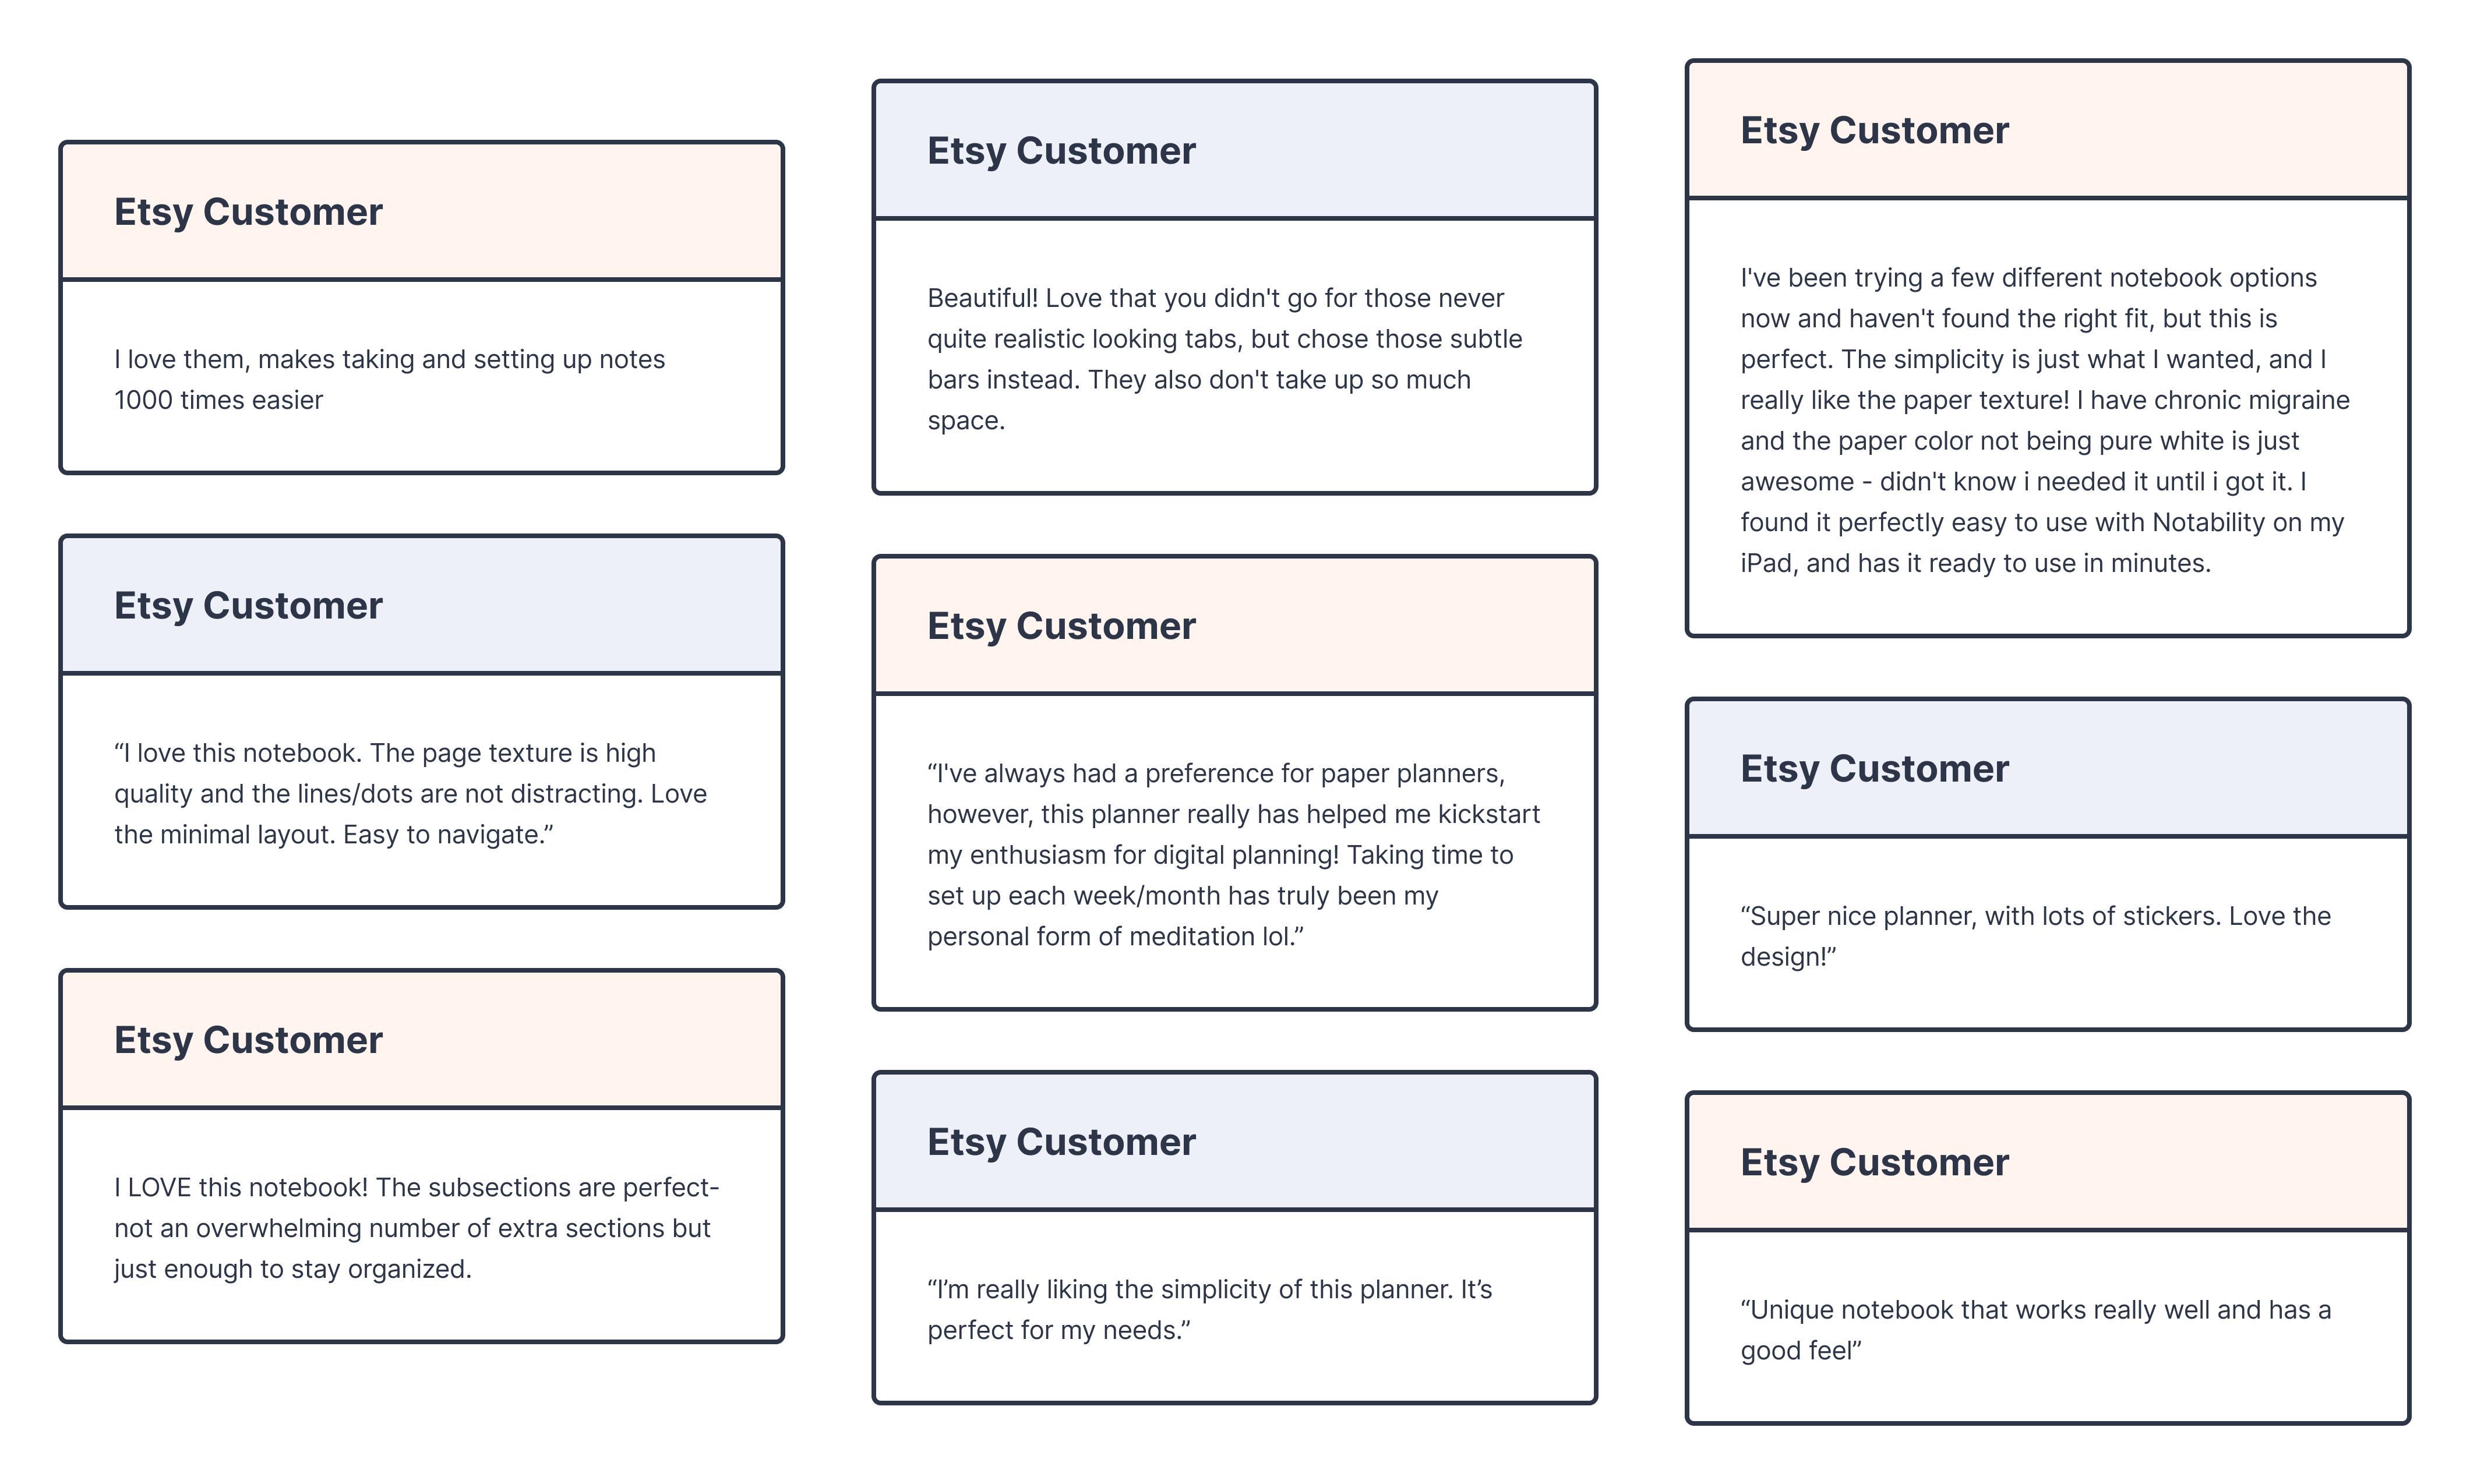 Etsy Customer
I love them, makes taking and setting up notes
1000 times easier
Etsy Customer
“I love this notebook. The page texture is high
quality and the lines/dots are not distracting. Love
the minimal layout. Easy to navigate.”
Etsy Customer
I LOVE this notebook! The subsections are perfect-
not an overwhelming number of extra sections but
just enough to stay organized.
Etsy Customer
Beautiful! Love that you didn't go for those never
quite realistic looking tabs, but chose those subtle
bars instead. They also don't take up so much
space.
Etsy Customer
“I've always had a preference for paper planners,
however, this planner really has helped me kickstart
my enthusiasm for digital planning! Taking time to
set up each week/month has truly been my
personal form of meditation lol.”
Etsy Customer
“I’m really liking the simplicity of this planner. It’s
perfect for my needs.”
Etsy Customer
I've been trying a few different notebook options
now and haven't found the right fit, but this is
perfect. The simplicity is just what I wanted, and I
really like the paper texture! I have chronic migraine
and the paper color not being pure white is just
awesome - didn't know i needed it until i got it. I
found it perfectly easy to use with Notability on my
iPad, and has it ready to use in minutes.
Etsy Customer
“Super nice planner, with lots of stickers. Love the
design!”
Etsy Customer
“Unique notebook that works really well and has a
good feel”